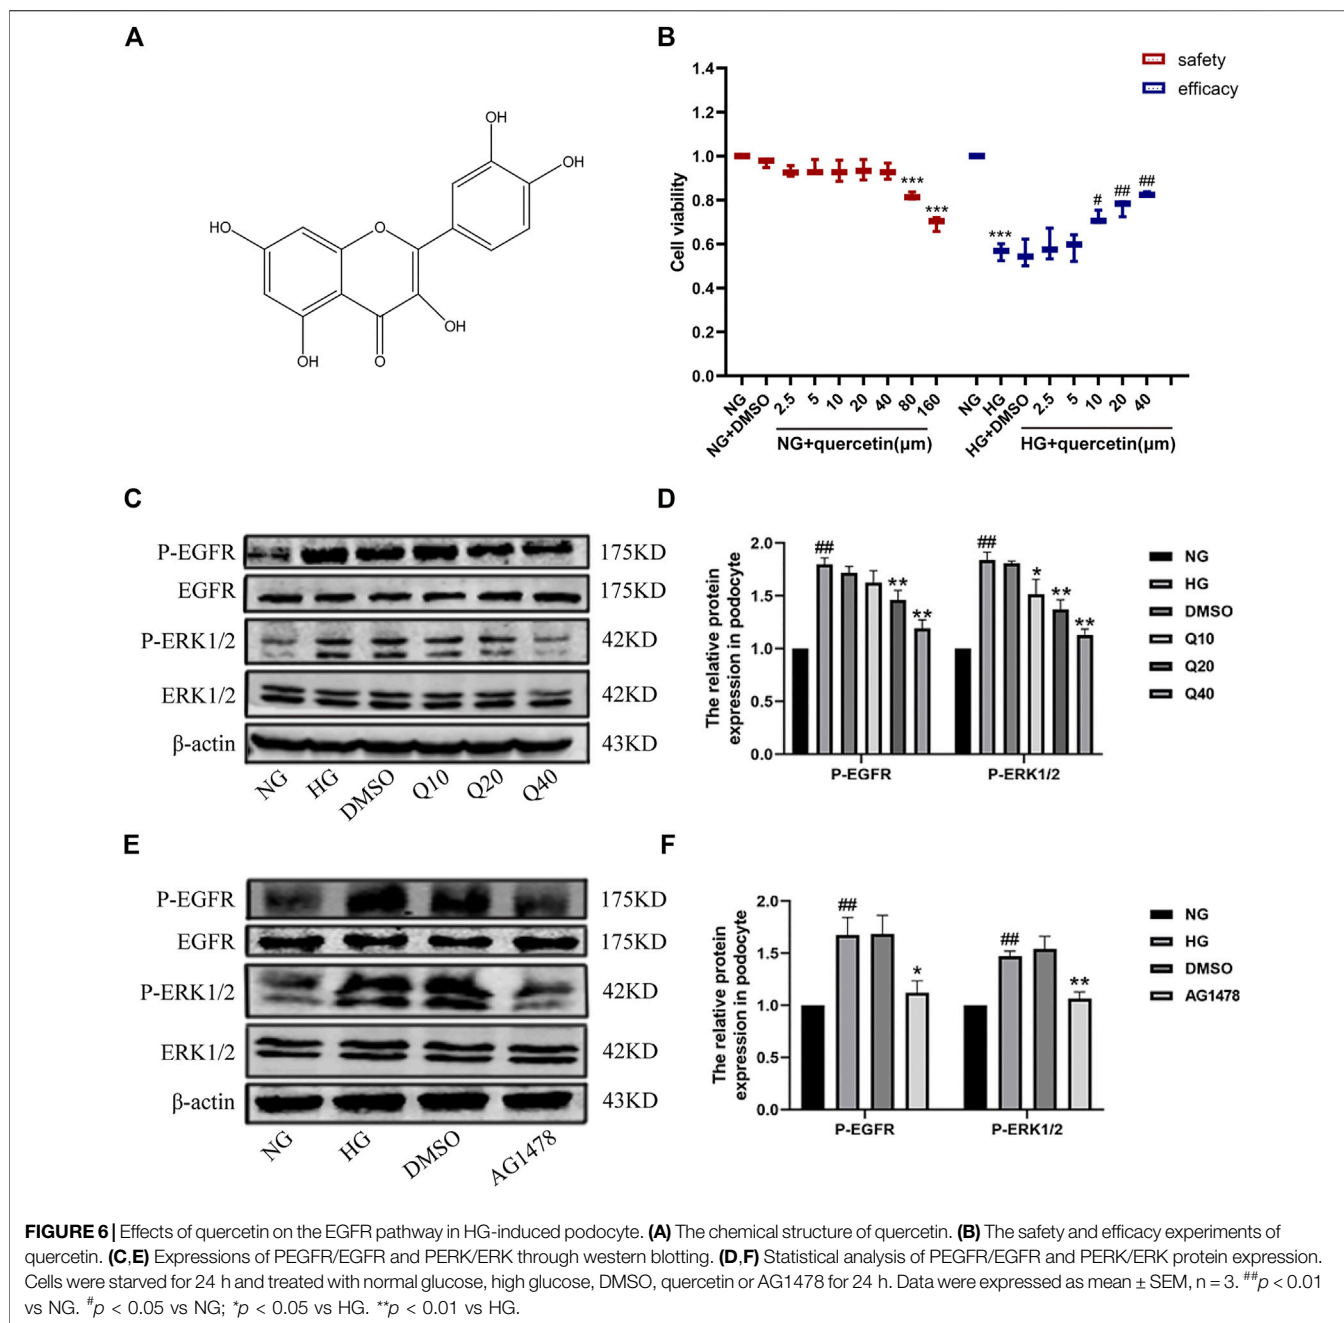 A
OH
OH
HO
O
OH
OH
O
B
safety
efficacy
1.4
1.2
1.0
0.8
0.6
0.4
0.2
0.0
Cell viability
***
***
***
#
##
##
NG
NG+DMSO
2.5
5
10
20
40
80
160
NG
HG
HG+DMSO
2.5
5
10
20
40
NG+quercetin(μm)
HG+quercetin(μm)
C
P-EGFR 175KD
EGFR 175KD
P-ERK1/2 42KD
ERK1/2 42KD
β-actin 43KD
NG HG DMSO Q10 Q20 Q40
D
The relative protein
expression in podocyte
2.0
1.5
1.0
0.5
0.0
##
**
**
##
*
**
**
P-EGFR P-ERK1/2
NG
HG
DMSO
Q10
Q20
Q40
E
P-EGFR 175KD
EGFR 175KD
P-ERK1/2 42KD
ERK1/2 42KD
β-actin 43KD
NG HG DMSO AG1478
F
The relative protein
expression in podocyte
2.0
1.5
1.0
0.5
0.0
##
*
##
**
P-EGFR P-ERK1/2
NG
HG
DMSO
AG1478
FIGURE 6 | Effects of quercetin on the EGFR pathway in HG-induced podocyte. (A) The chemical structure of quercetin. (B) The safety and efficacy experiments of
quercetin. (C,E) Expressions of PEGFR/EGFR and PERK/ERK through western blotting. (D,F) Statistical analysis of PEGFR/EGFR and PERK/ERK protein expression.
Cells were starved for 24 h and treated with normal glucose, high glucose, DMSO, quercetin or AG1478 for 24 h. Data were expressed as mean ± SEM, n = 3. ##p < 0.01
vs NG. #p < 0.05 vs NG; *p < 0.05 vs HG. **p < 0.01 vs HG.